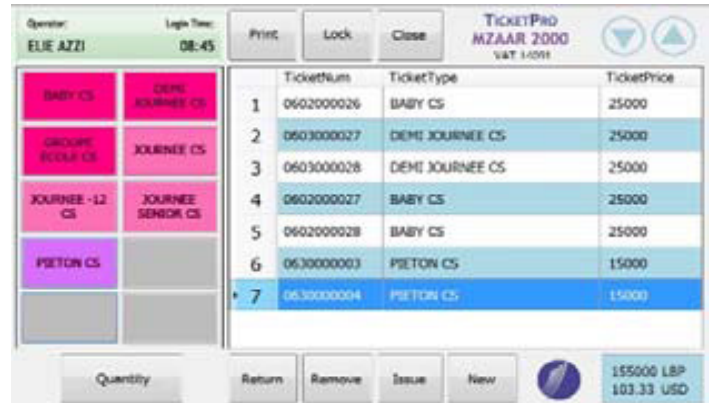 Operator:
Login Time:
ELIE AZZI
08:45
Print
Lock
Close
TICKETPRO
MZAAR 2000
VAT
BABY CS
DEMI
JOURNEE CS
GROUPE
ECOLE CS
JOURNEE CS
JOURNEE -12
CS
JOURNEE
SENIOR CS
PIETON CS
TicketNum TicketType TicketPrice
1 0602000026 BABY CS 25000
2 0603000027 DEMI JOURNEE CS 25000
3 0603000028 DEMI JOURNEE CS 25000
4 0602000027 BABY CS 25000
5 0602000028 BABY CS 25000
6 0630000003 PIETON CS 15000
7 0630000004 PIETON CS 15000
Quantity
Return
Remove
Issue
New
155000 LBP
103.33 USD